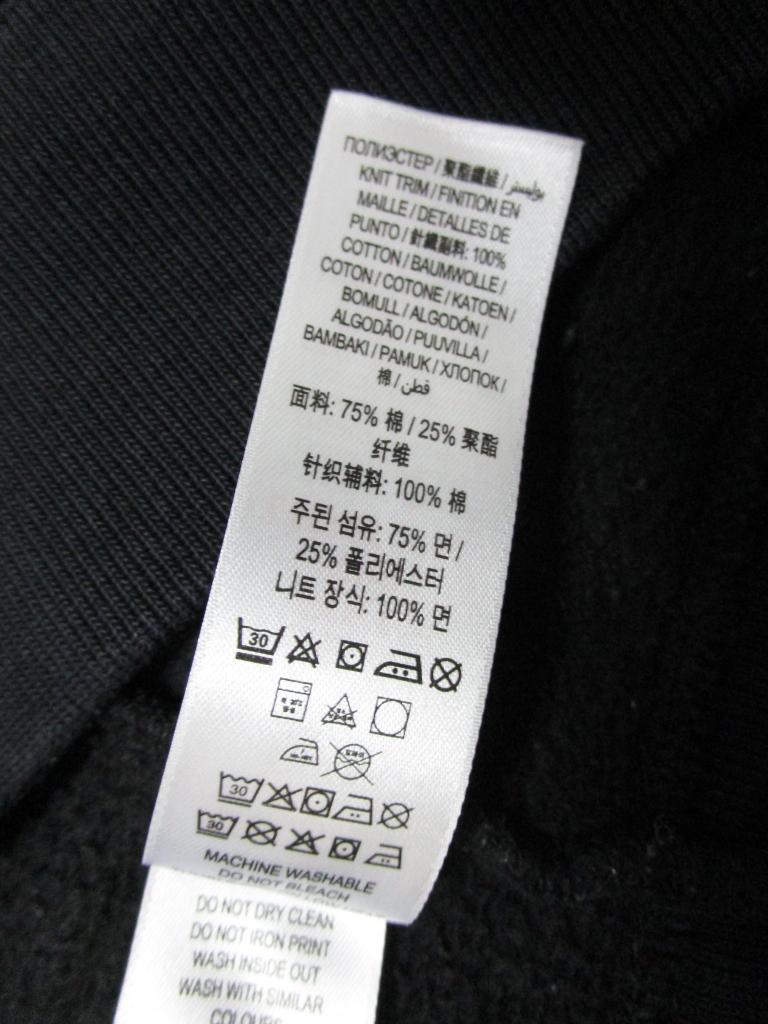 ПОЛИЭСТЕР / 聚酯纖維 / بوليستر
KNIT TRIM / FINITION EN
MAILLE / DETALLES DE
PUNTO / 針織副料: 100%
COTTON / BAUMWOLLE /
COTON / COTONE / KATOEN /
BOMULL / ALGODÓN /
ALGODÃO / PUUVILLA /
BAMBAKI / PAMUK / ХЛОПОК /
棉 / قطن
面料: 75% 棉 / 25% 聚酯
纤维
针织辅料: 100% 棉
주된 섬유: 75% 면 /
25% 폴리에스터
니트 장식: 100% 면
30
30
30
MACHINE WASHABLE
DO NOT BLEACH
DO NOT DRY CLEAN
DO NOT IRON PRINT
WASH INSIDE OUT
WASH WITH SIMILAR
COLOURS